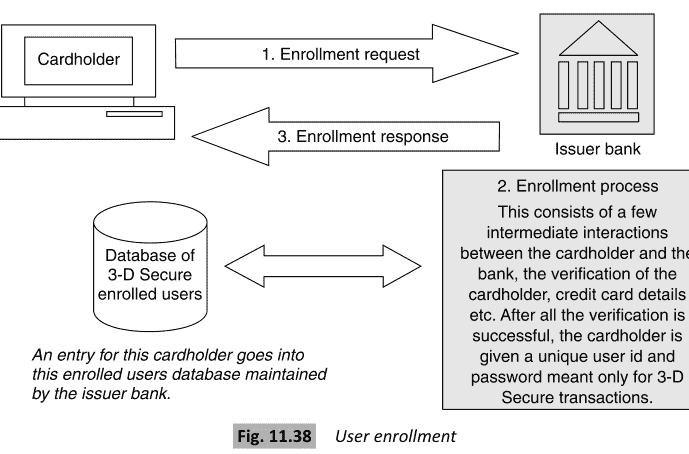 Cardholder
1. Enrollment request
3. Enrollment response
Issuer bank
2. Enrollment process
This consists of a few
intermediate interactions
between the cardholder and the
bank, the verification of the
cardholder, credit card details
etc. After all the verification is
successful, the cardholder is
given a unique user id and
password meant only for 3-D
Secure transactions.
Database of
3-D Secure
enrolled users
An entry for this cardholder goes into
this enrolled users database maintained
by the issuer bank.
Fig. 11.38 User enrollment